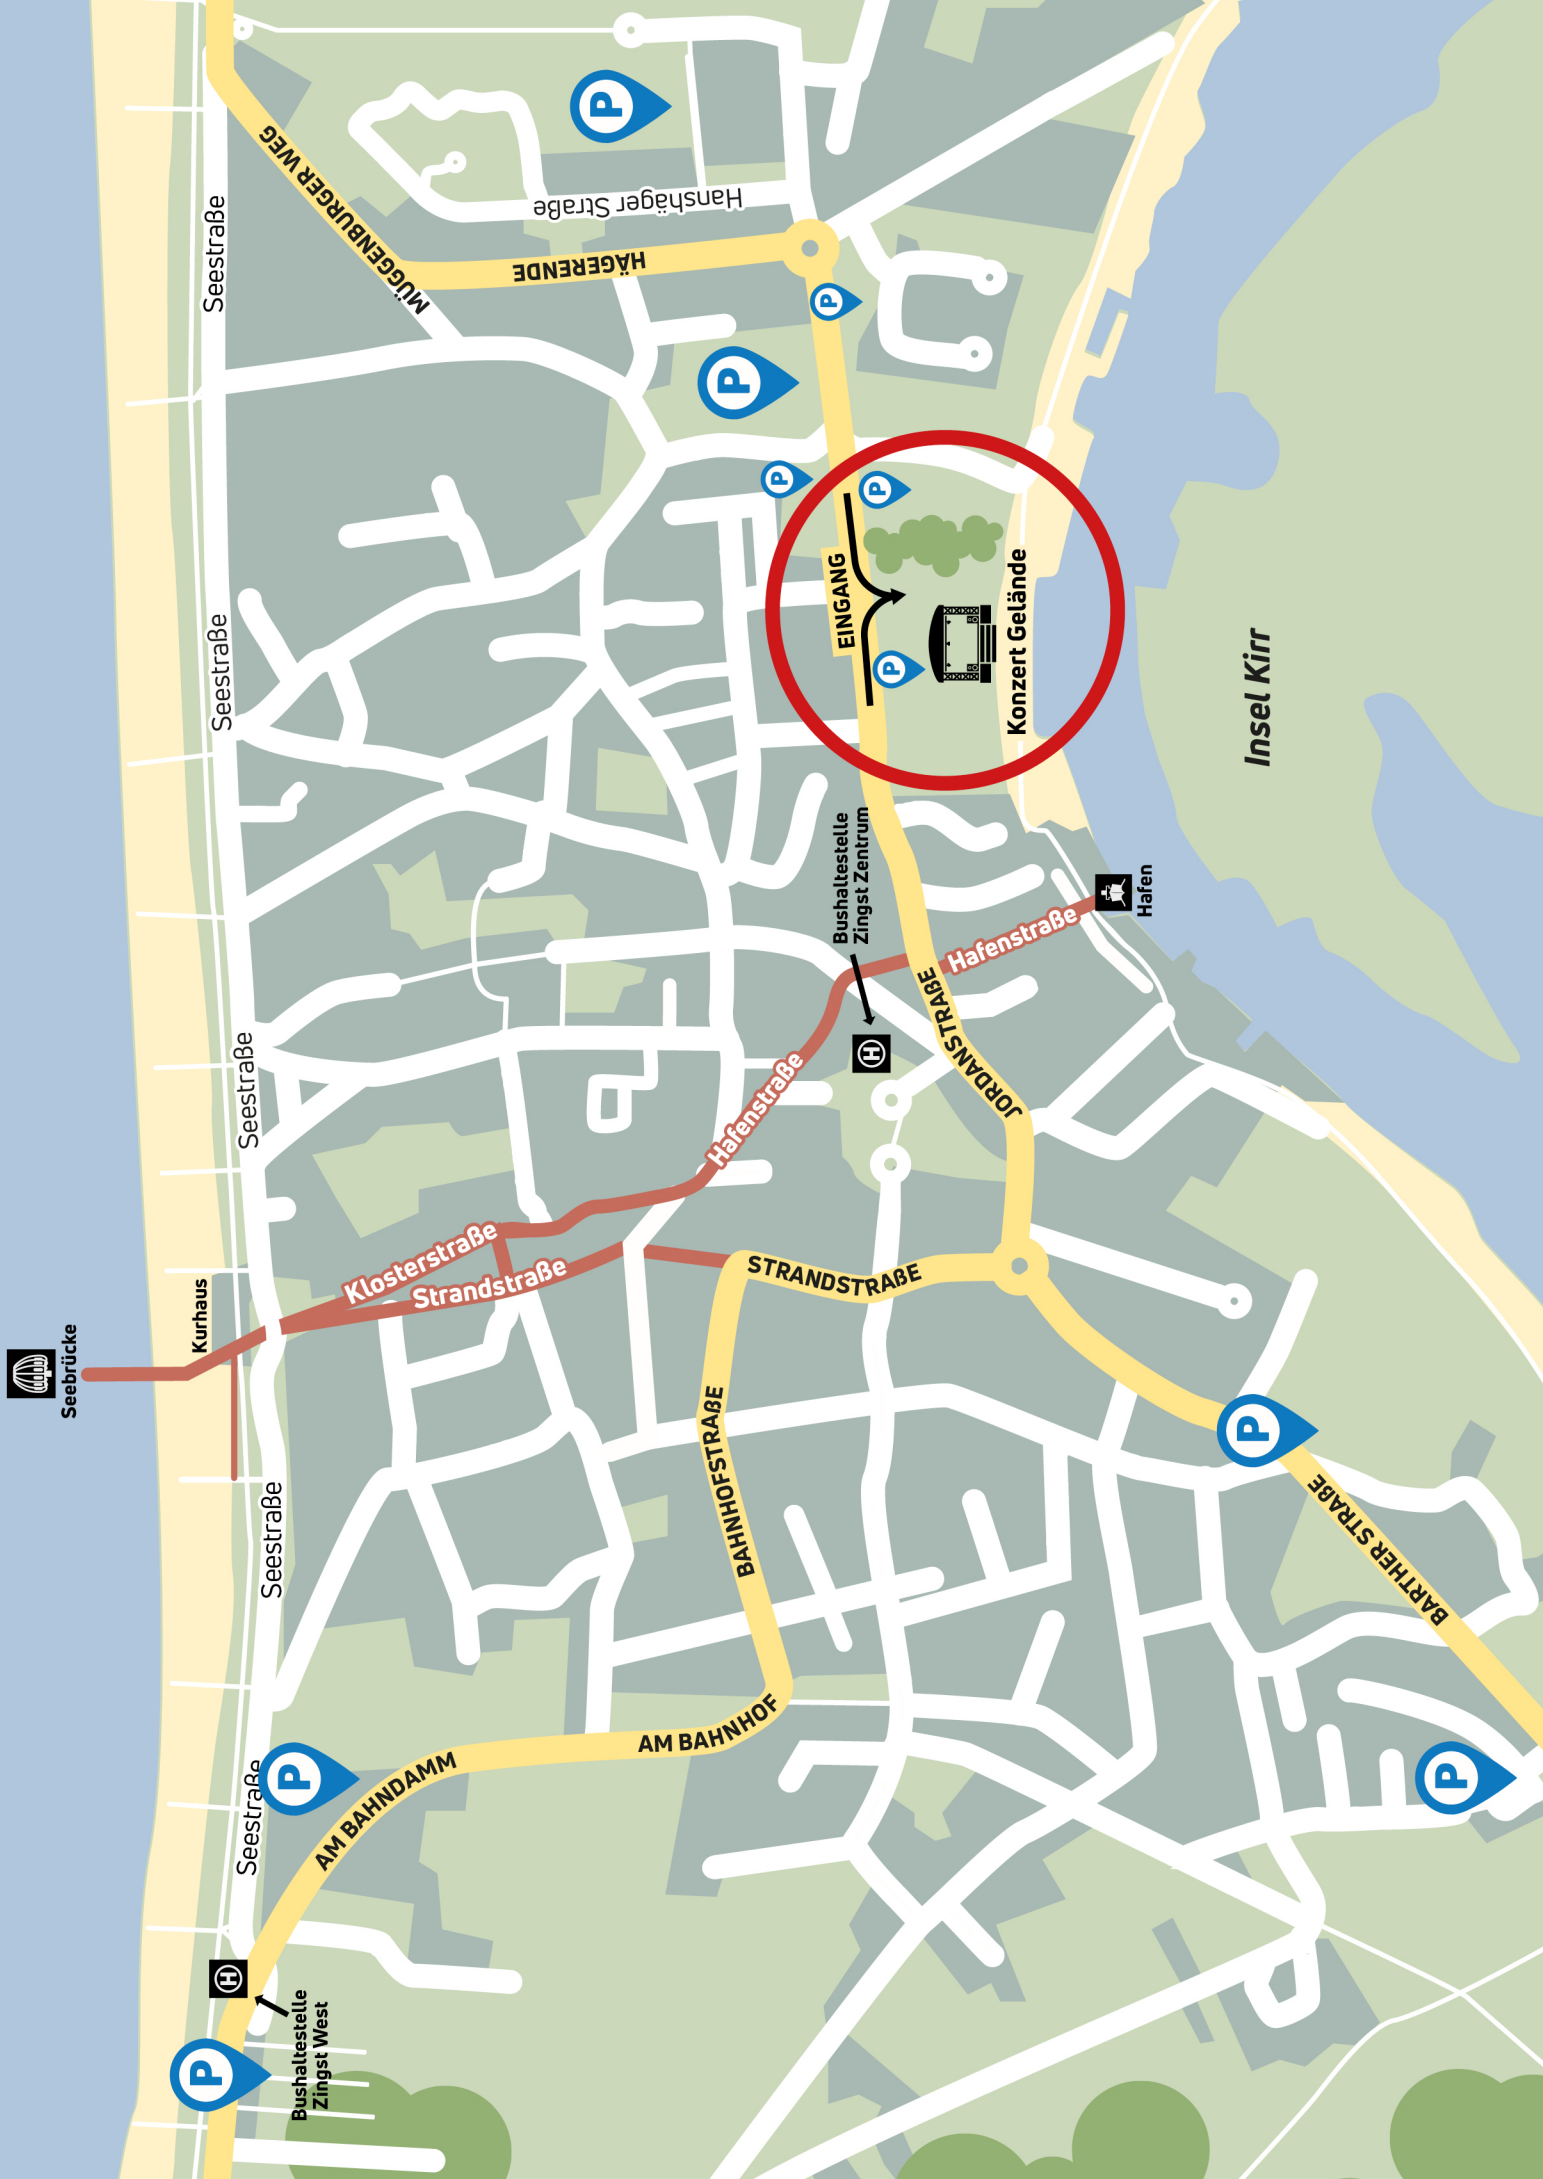 Seebrücke
Kurhaus
Seestraße
Seestraße
Seestraße
Seestraße
Seestraße
Seestraße
MÜGGENBURGER WEG
HÄGERENDE
Hanshäger Straße
Klosterstraße
Strandstraße
Hafenstraße
Hafenstraße
STRANDSTRAßE
BAHNHOFSTRAßE
AM BAHNHOF
AM BAHNDAMM
JORDANSTRAßE
BARTHER STRAßE
Bushaltestelle
Zingst West
Bushaltestelle
Zingst Zentrum
EINGANG
Konzert Gelände
Hafen
Insel Kirr
H
H
P
P
P
P
P
P
P
P
P
P